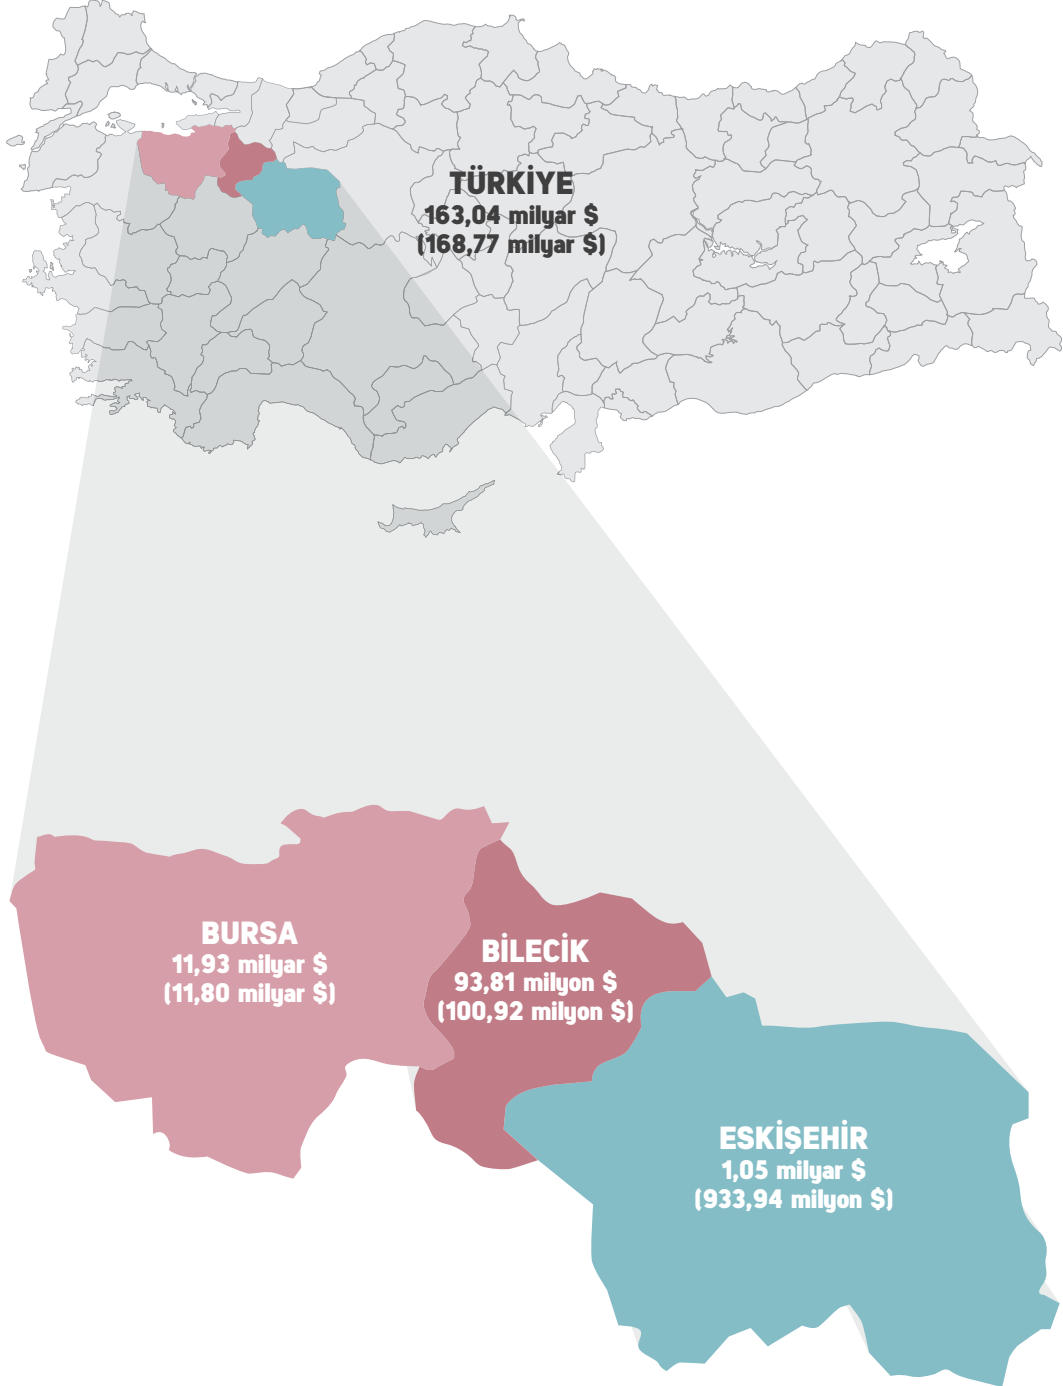 TÜRKİYE
163,04 milyar $
(168,77 milyar $)
BURSA
11,93 milyar $
(11,80 milyar $)
BİLECİK
93,81 milyon $
(100,92 milyon $)
ESKİŞEHİR
1,05 milyar $
(933,94 milyon $)